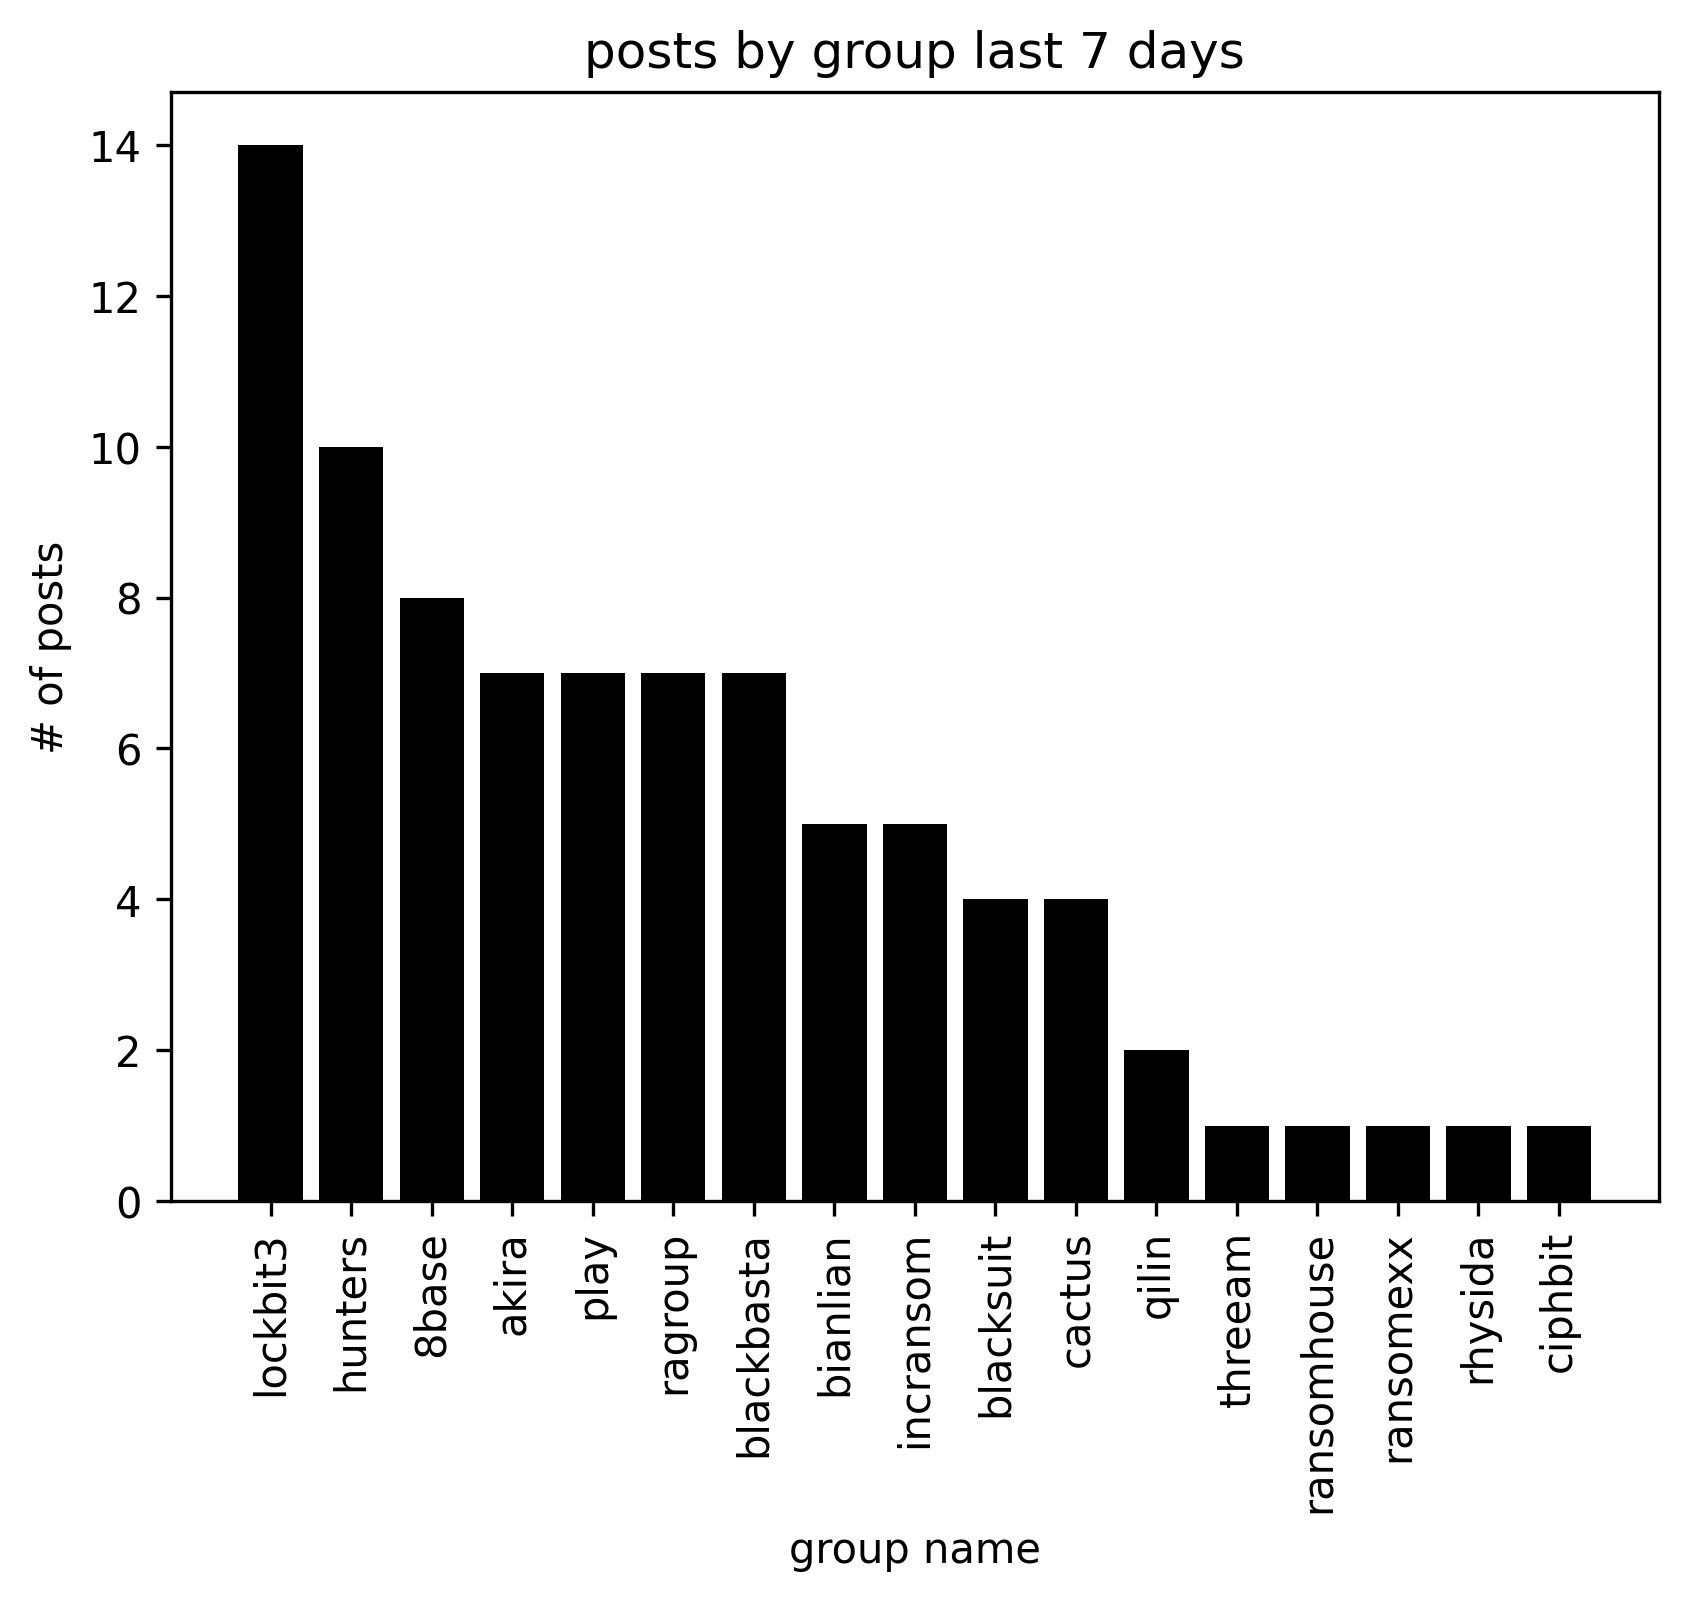 posts by group last 7 days
14
12
10
8
6
4
2
0
# of posts
lockbit3
hunters
8base
akira
play
ragroup
blackbasta
bianlian
incransom
blacksuit
cactus
qilin
threeam
ransomhouse
ransomexx
rhysida
ciphbit
group name